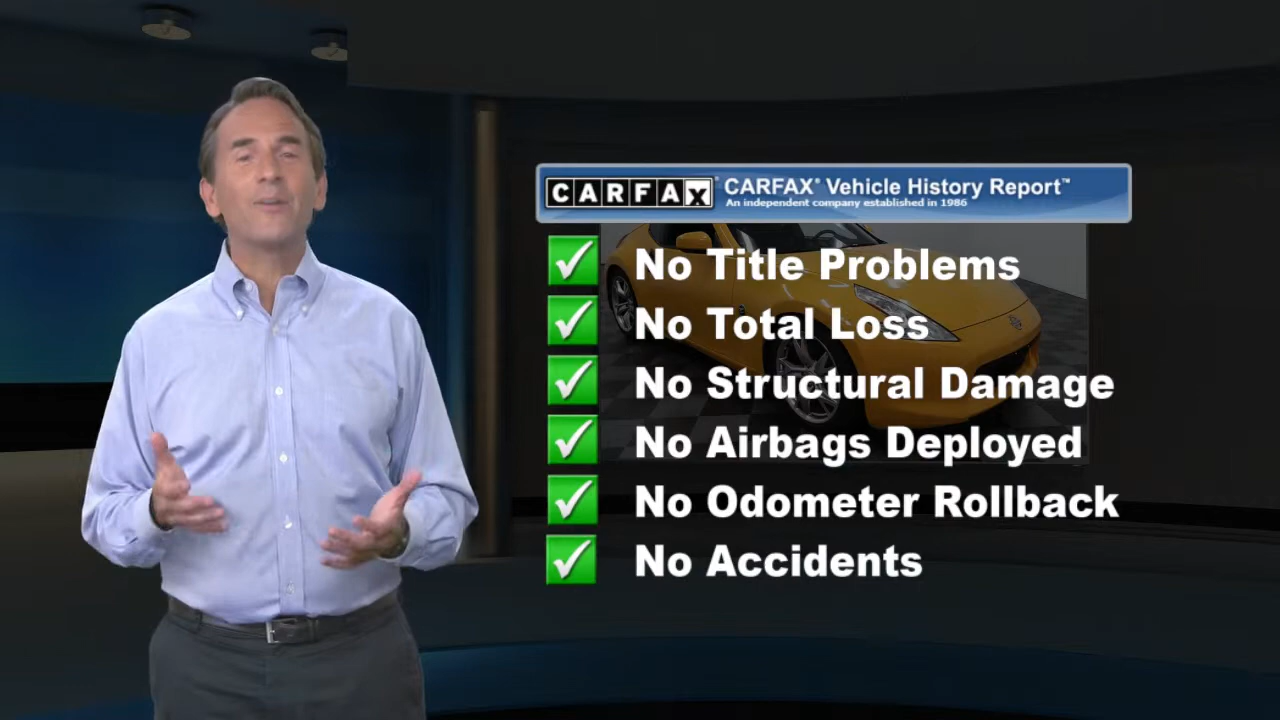 CARFAX® CARFAX® Vehicle History Report™
An independent company established in 1986
No Title Problems
No Total Loss
No Structural Damage
No Airbags Deployed
No Odometer Rollback
No Accidents